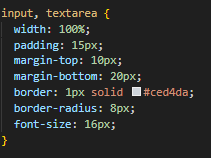 input, textarea {
  width: 100%;
  padding: 15px;
  margin-top: 10px;
  margin-bottom: 20px;
  border: 1px solid #ced4da;
  border-radius: 8px;
  font-size: 16px;
}